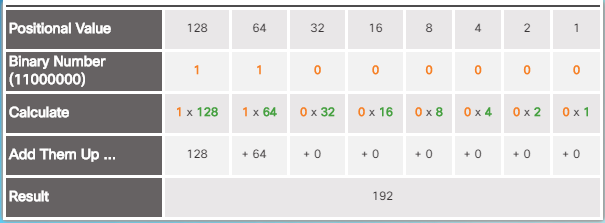 Positional Value 128 64 32 16 8 4 2 1
Binary Number
(11000000) 1 1 0 0 0 0 0 0
Calculate 1 x 128 1 x 64 0 x 32 0 x 16 0 x 8 0 x 4 0 x 2 0 x 1
Add Them Up ... 128 + 64 + 0 + 0 + 0 + 0 + 0 + 0
Result 192